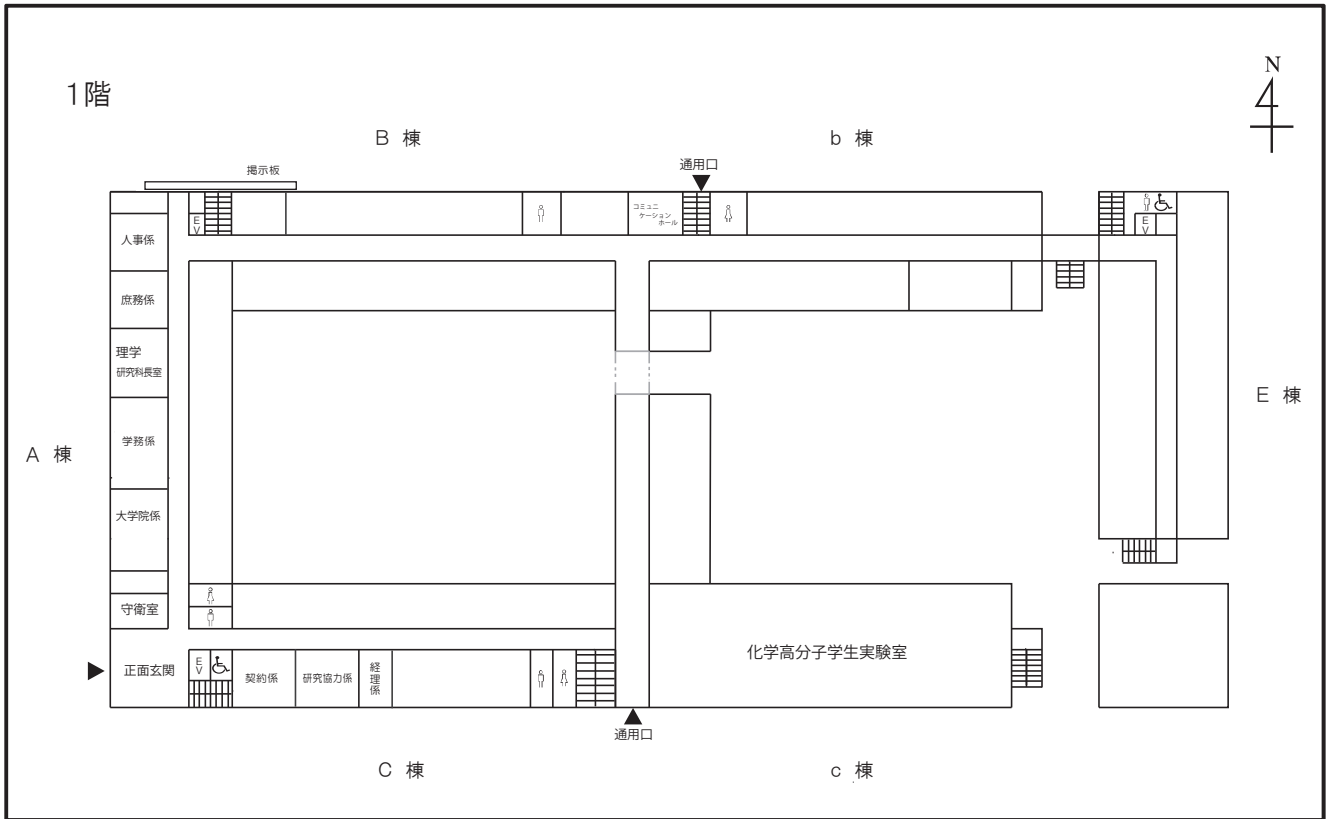 N
1階
B 棟
b 棟
掲示板
通用口
EV
コミュニ
ケーション
ホール
EV
人事係
庶務係
理学
研究科長室
A 棟
学務係
E 棟
大学院係
守衛室
正面玄関
EV
契約係
研究協力係
経理係
化学高分子学生実験室
通用口
C 棟
c 棟